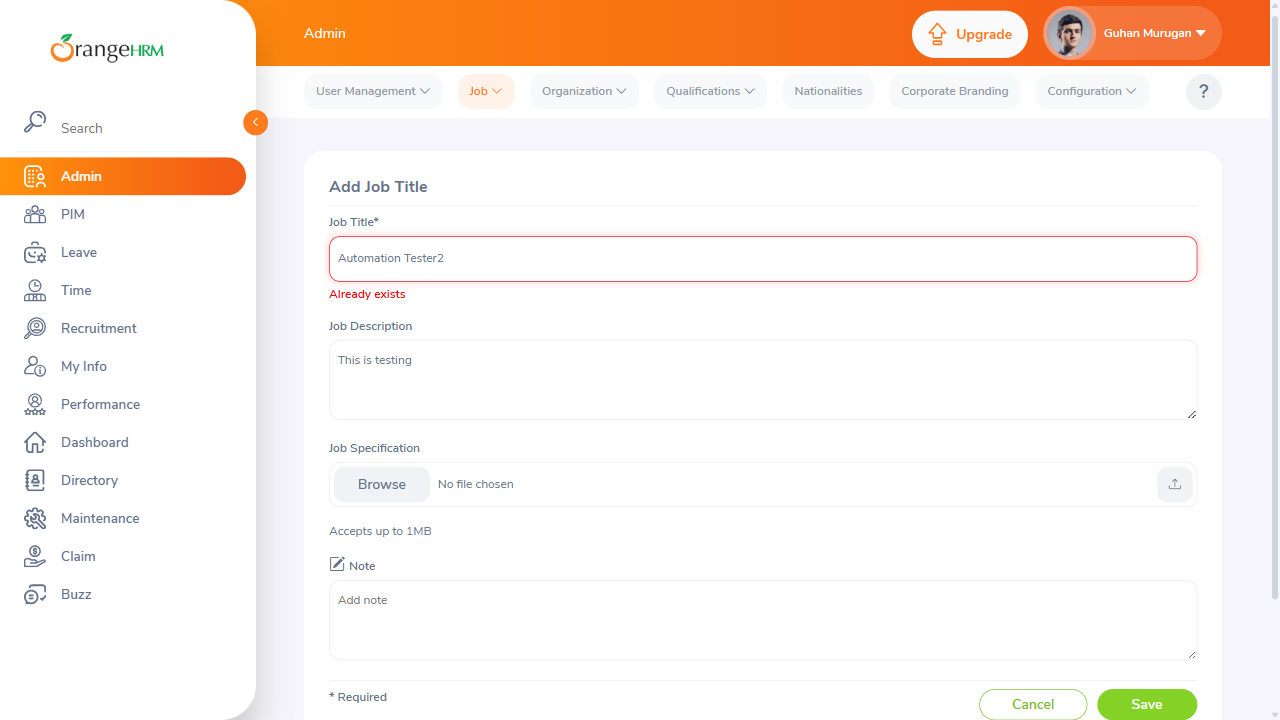 OrangeHRM
Search
Admin
PIM
Leave
Time
Recruitment
My Info
Performance
Dashboard
Directory
Maintenance
Claim
Buzz
Admin
Upgrade
Guhan Murugan
User Management
Job
Organization
Qualifications
Nationalities
Corporate Branding
Configuration
?
Add Job Title
Job Title*
Automation Tester2
Already exists
Job Description
This is testing
Job Specification
Browse No file chosen
Accepts up to 1MB
Note
Add note
* Required
Cancel
Save